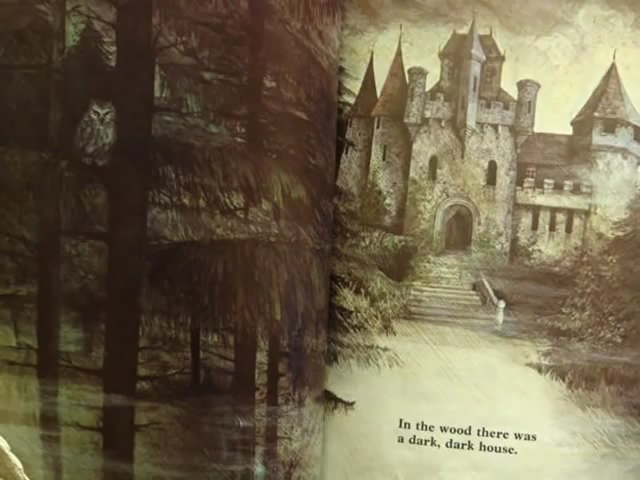 In the wood there was
a dark, dark house.